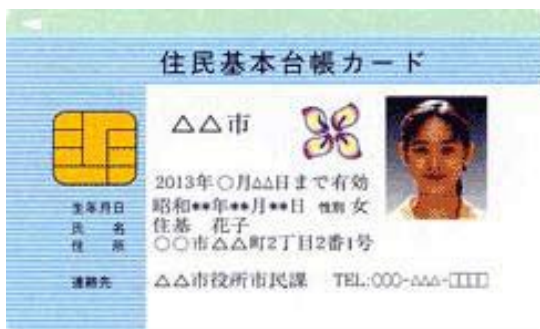 住民基本台帳カード
△△市
2013年○月△△日まで有効
生年月日 昭和**年**月**日 性別 女
氏名 住基 花子
住所 ○○市△△町2丁目2番1号
連絡先 △△市役所市民課 TEL:○○○-△△△-□□□□